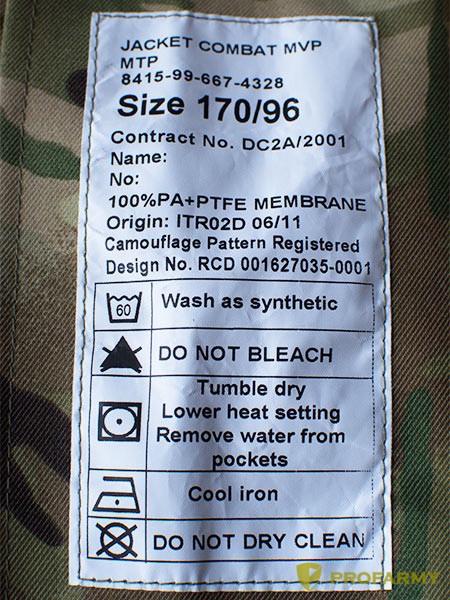 JACKET COMBAT MVP
MTP
8415-99-667-4328
Size 170/96
Contract No. DC2A/2001
Name:
No:
100%PA+PTFE MEMBRANE
Origin: ITR02D 06/11
Camouflage Pattern Registered
Design No. RCD 001627035-0001
60
Wash as synthetic
DO NOT BLEACH
Tumble dry
Lower heat setting
Remove water from
pockets
Cool iron
DO NOT DRY CLEAN
PROFARMY